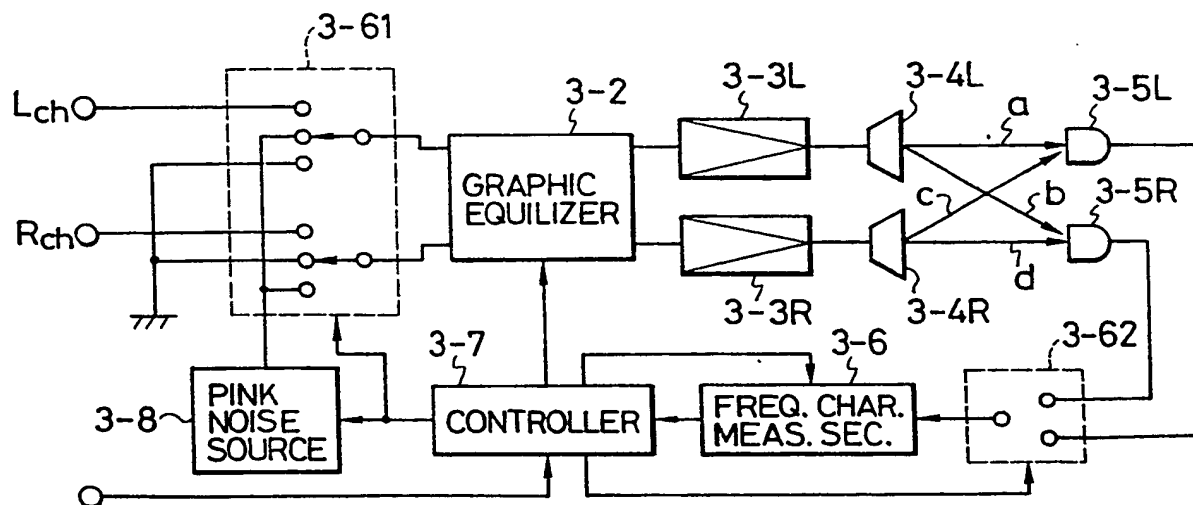 3-61
Lch
Rch
3-2
GRAPHIC
EQUILIZER
3-3L
3-4L
3-5L
a
b
c
d
3-5R
3-3R
3-4R
3-62
3-7
3-6
3-8
PINK
NOISE
SOURCE
CONTROLLER
FREQ. CHAR.
MEAS. SEC.